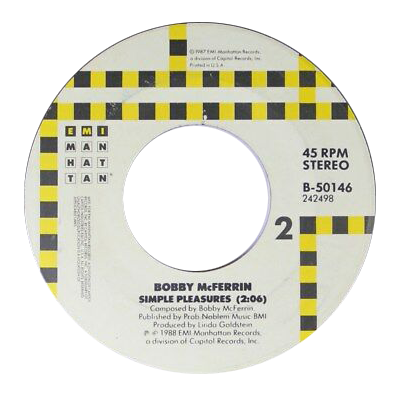 © 1987 EMI Manhattan Records,
a division of Capitol Records, Inc.
Printed in U.S.A.
EMI
MAN
HAT
TAN
45 RPM
STEREO
B-50146
242498
2
BOBBY McFERRIN
SIMPLE PLEASURES (2:06)
Composed by Bobby McFerrin
Published by Prob Noblem Music BMI
Produced by Linda Goldstein
℗ © 1988 EMI Manhattan Records,
a division of Capitol Records, Inc.